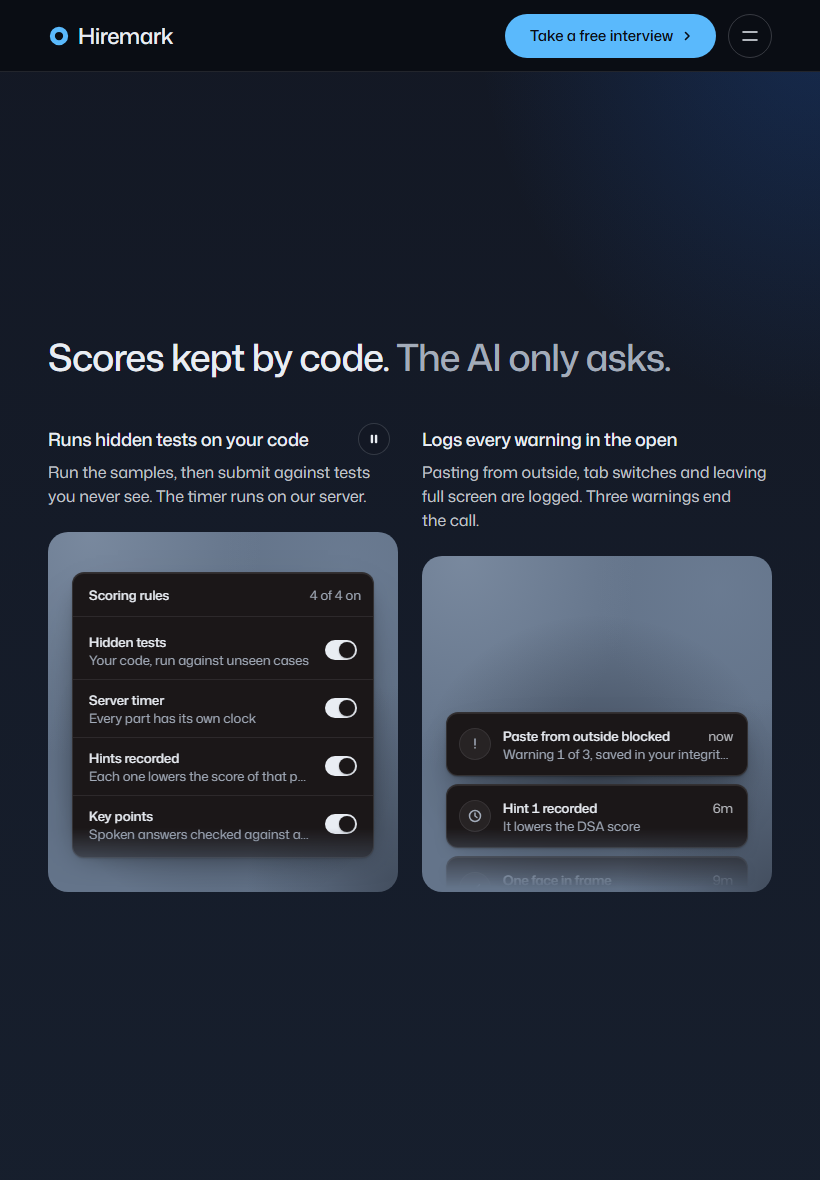 Hiremark
Take a free interview
Scores kept by code. The AI only asks.
Runs hidden tests on your code
Run the samples, then submit against tests
you never see. The timer runs on our server.
Scoring rules 4 of 4 on
Hidden tests
Your code, run against unseen cases
Server timer
Every part has its own clock
Hints recorded
Each one lowers the score of that p...
Key points
Spoken answers checked against a...
Logs every warning in the open
Pasting from outside, tab switches and leaving
full screen are logged. Three warnings end
the call.
Paste from outside blocked now
Warning 1 of 3, saved in your integrit...
Hint 1 recorded 6m
It lowers the DSA score
One face in frame 9m